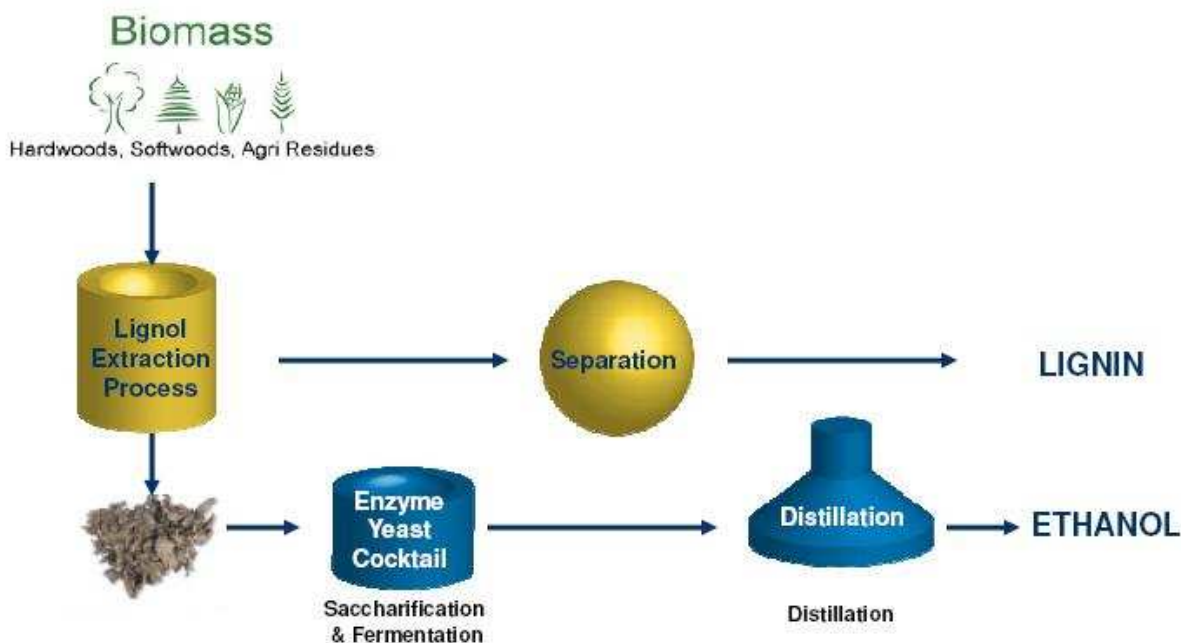 Biomass
Hardwoods, Softwoods, Agri Residues
Lignol
Extraction
Process
Separation
LIGNIN
Enzyme
Yeast
Cocktail
Distillation
ETHANOL
Saccharification
& Fermentation
Distillation